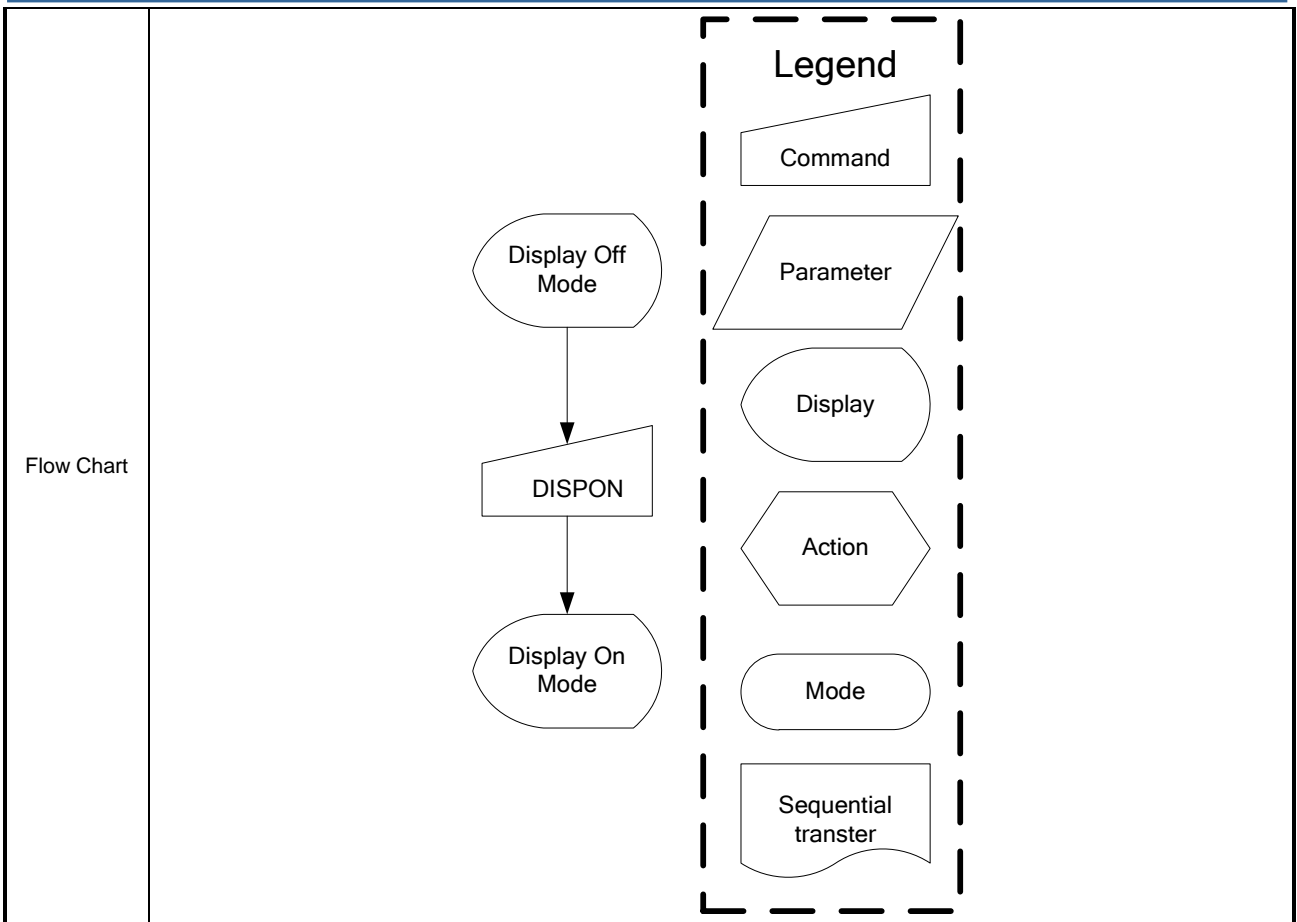 Flow Chart
Display Off
Mode
DISPON
Display On
Mode
Legend
Command
Parameter
Display
Action
Mode
Sequential
transter